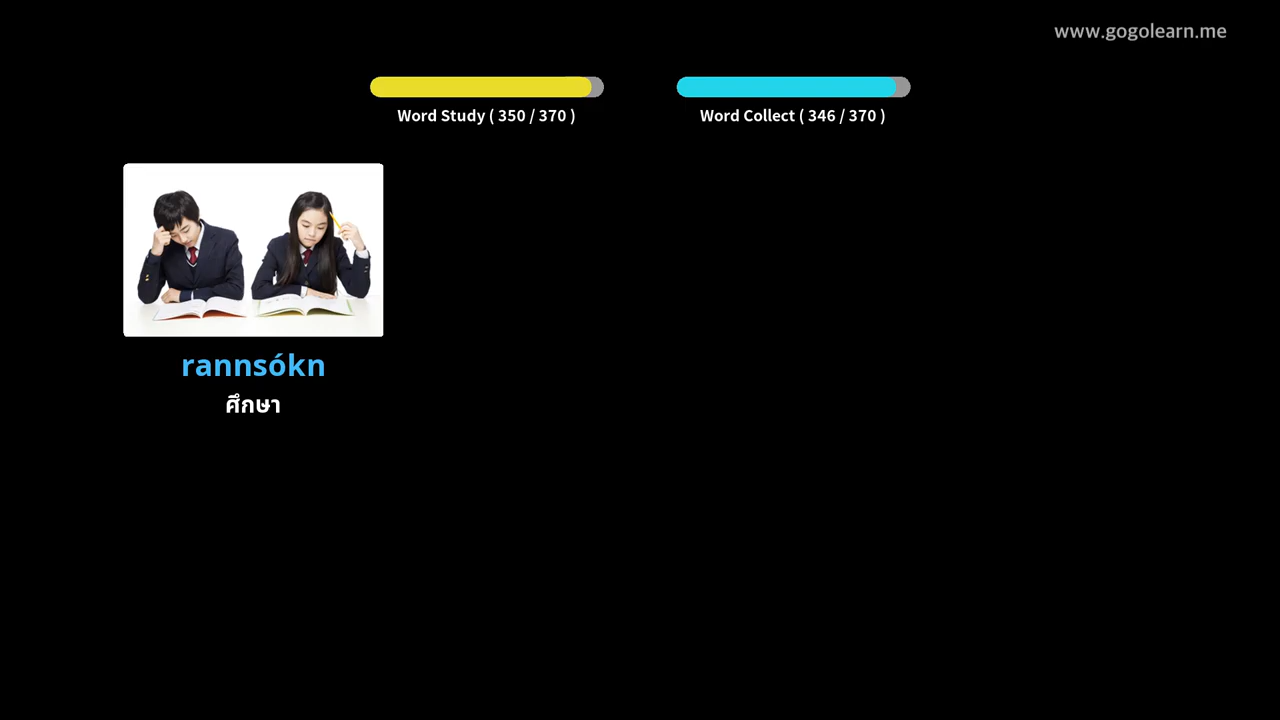 www.gogolearn.me
Word Study ( 350 / 370 )
Word Collect ( 346 / 370 )
rannsókn
ศึกษา